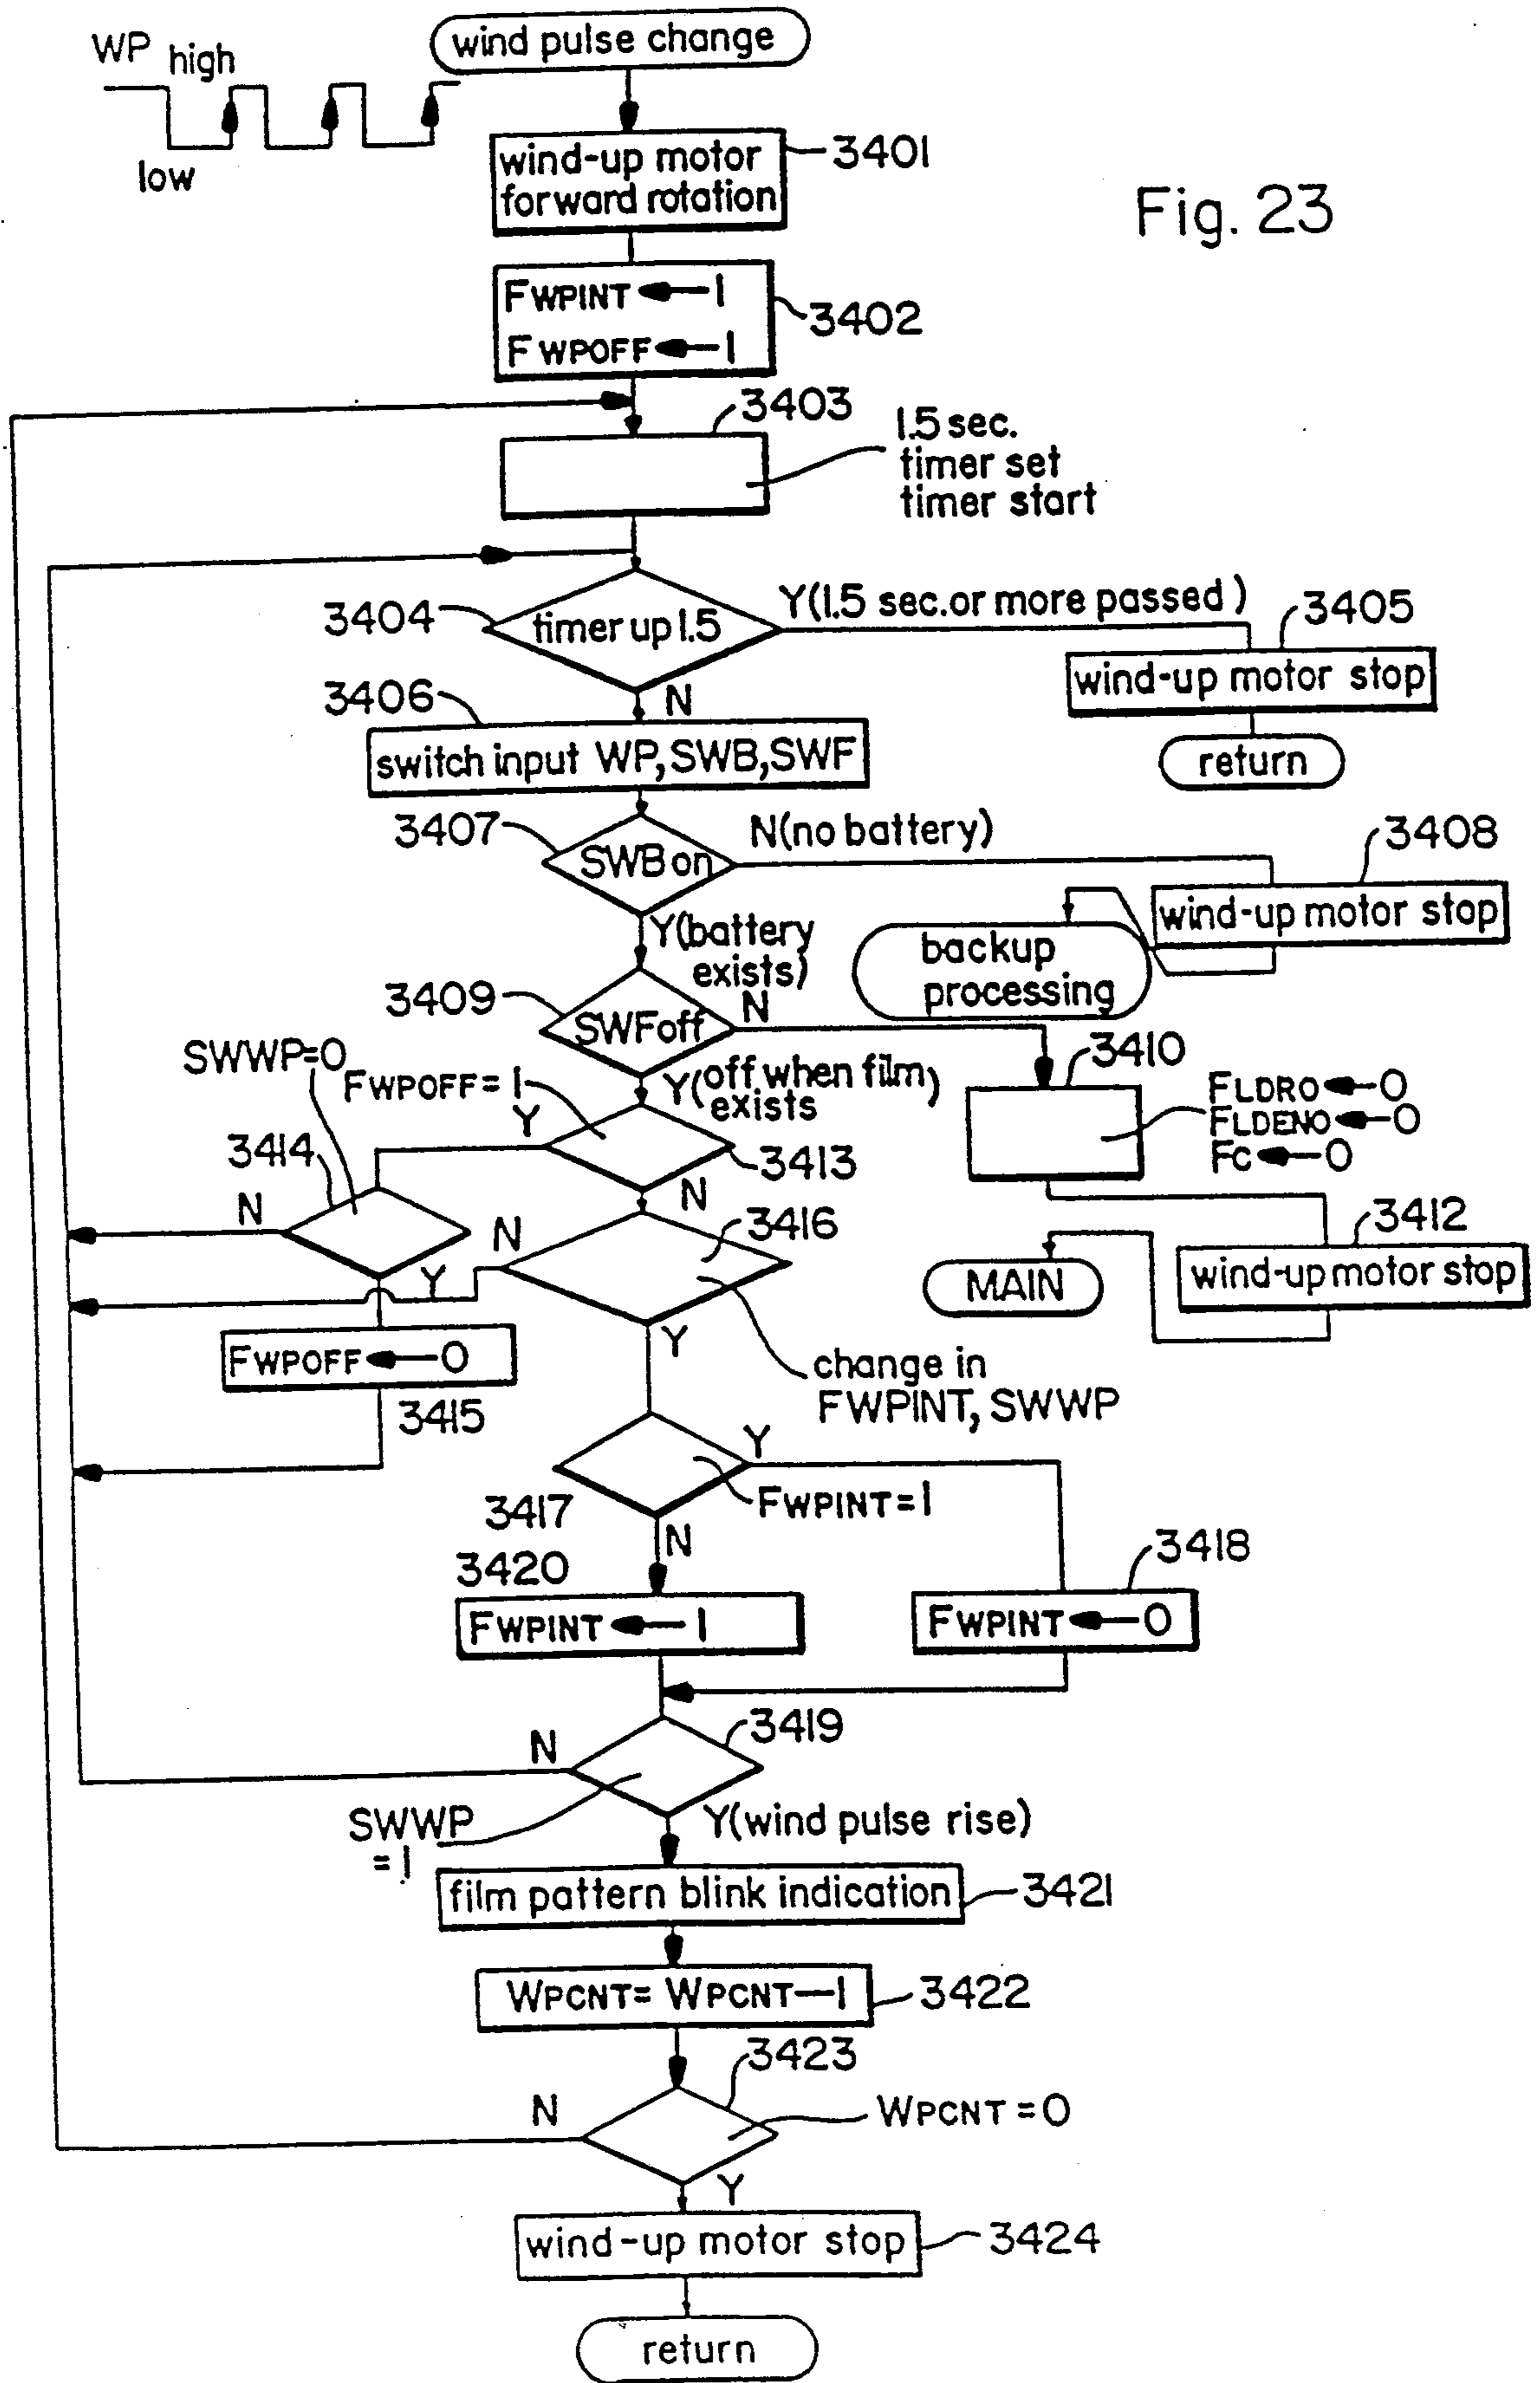 WP high
low
wind pulse change
wind-up motor
forward rotation
3401
Fig. 23
FWPINT ← 1
FWPOFF ← 1
3402
3403
1.5 sec.
timer set
timer start
3404
timer up 1.5
Y(1.5 sec. or more passed)
3405
wind-up motor stop
return
N
3406
switch input WP, SWB, SWF
3407
SWB on
N(no battery)
3408
wind-up motor stop
backup
processing
Y(battery
exists)
3409
SWF off
N
3410
FLDRO ← 0
FLDENO ← 0
FC ← 0
SWWP=0
FWPOFF = 1
Y(off when film)
exists
Y
3413
3414
N
N
N
3416
3412
wind-up motor stop
MAIN
Y
FWPOFF ← 0
3415
Y
change in
FWPINT, SWWP
Y
FWPINT = 1
3417
N
3420
3418
FWPINT ← 1
FWPINT ← 0
3419
N
SWWP
= 1
Y(wind pulse rise)
film pattern blink indication
3421
WPCNT= WPCNT—1
3422
3423
N
WPCNT = 0
Y
wind-up motor stop
3424
return